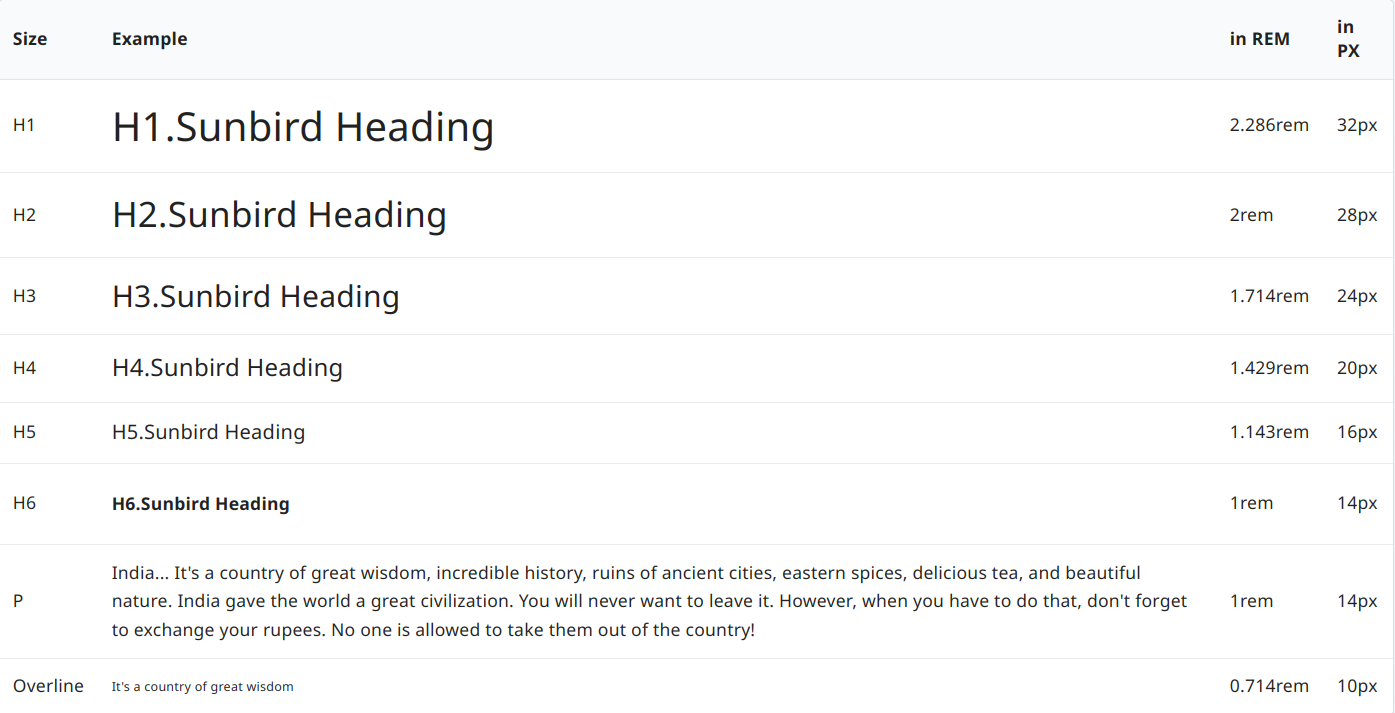 Size Example in REM in PX
H1 H1.Sunbird Heading 2.286rem 32px
H2 H2.Sunbird Heading 2rem 28px
H3 H3.Sunbird Heading 1.714rem 24px
H4 H4.Sunbird Heading 1.429rem 20px
H5 H5.Sunbird Heading 1.143rem 16px
H6 H6.Sunbird Heading 1rem 14px
India... It's a country of great wisdom, incredible history, ruins of ancient cities, eastern spices, delicious tea, and beautiful
P nature. India gave the world a great civilization. You will never want to leave it. However, when you have to do that, don't forget 1rem 14px
to exchange your rupees. No one is allowed to take them out of the country!
Overline It's a country of great wisdom 0.714rem 10px